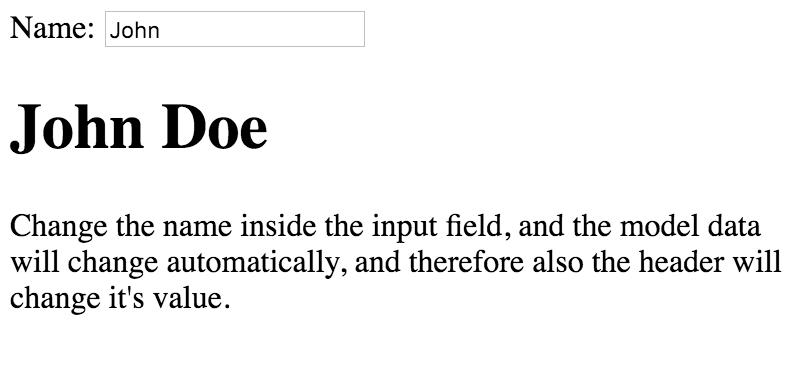 Name: John
John Doe
Change the name inside the input field, and the model data
will change automatically, and therefore also the header will
change it's value.